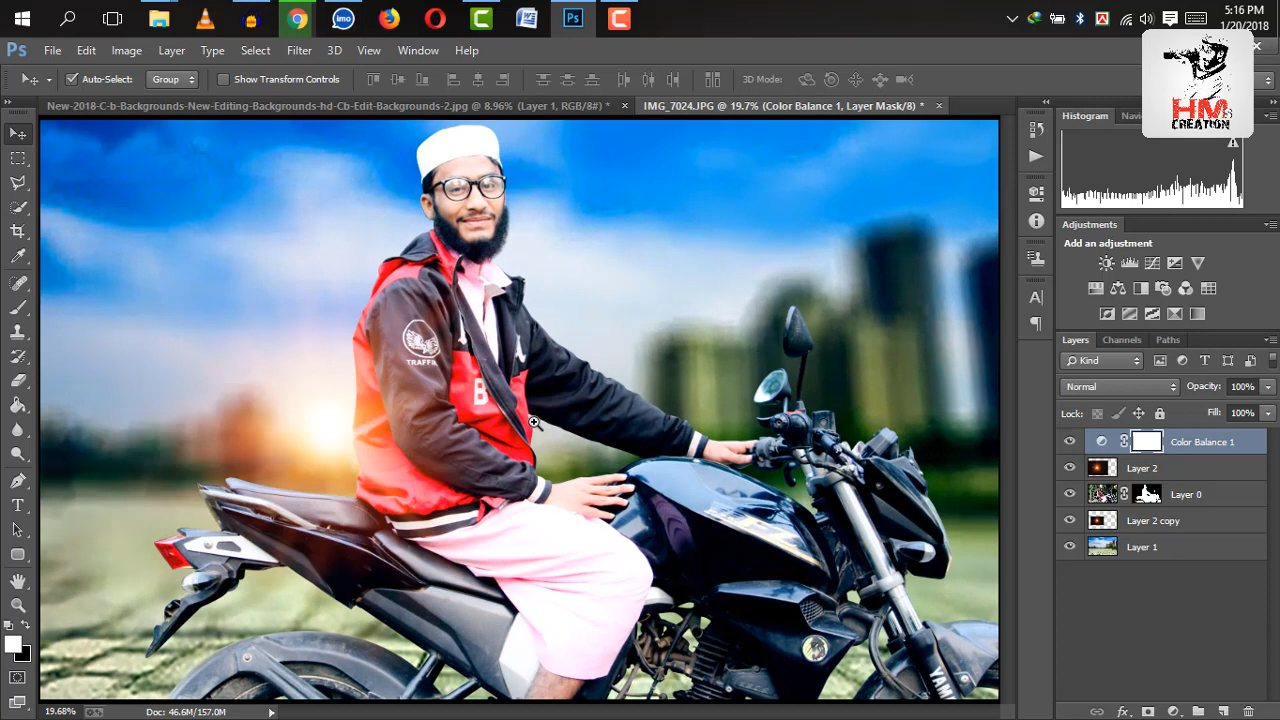 5:16 PM
1/20/2018
imo
W
Ps
Ps File Edit Image Layer Type Select Filter 3D View Window Help
Auto-Select: Group Show Transform Controls 3D Mode:
HM
CREATION
New-2018-C-b-Backgrounds-New-Editing-Backgrounds-hd-Cb-Edit-Backgrounds-2.jpg @ 8.96% (Layer 1, RGB/8#) * × IMG_7024.JPG @ 19.7% (Color Balance 1, Layer Mask/8) * ×
Histogram
Adjustments
Add an adjustment
Layers Channels Paths
Kind
Normal Opacity: 100%
Lock: Fill: 100%
Color Balance 1
Layer 2
Layer 0
Layer 2 copy
Layer 1
B
19.68% Doc: 46.6M/157.0M